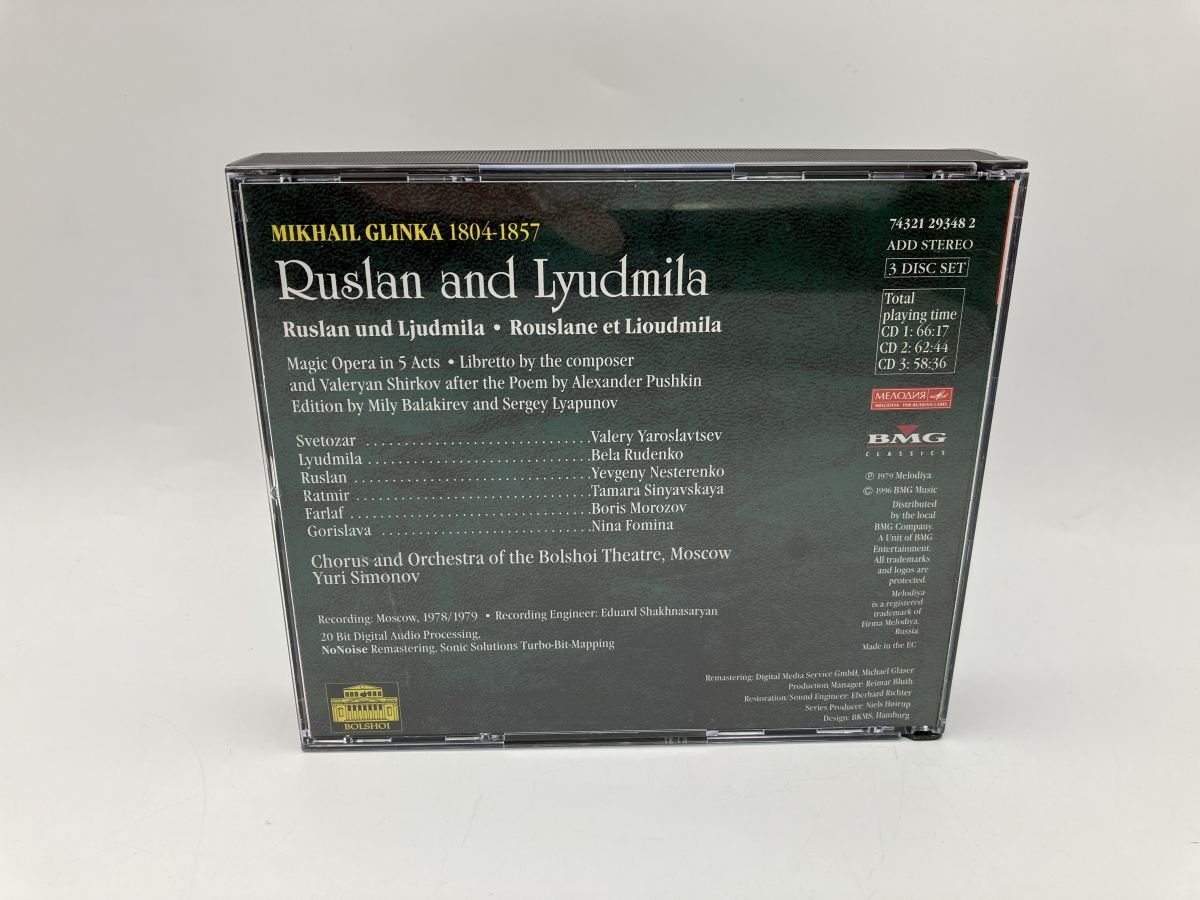 MIKHAIL GLINKA 1804-1857
Ruslan and Lyudmila
Ruslan und Ljudmila • Rouslane et Lioudmila
Magic Opera in 5 Acts • Libretto by the composer
and Valeryan Shirkov after the Poem by Alexander Pushkin
Edition by Mily Balakirev and Sergey Lyapunov
Svetozar ............................Valery Yaroslavtsev
Lyudmila ............................Bela Rudenko
Ruslan ..............................Yevgeny Nesterenko
Ratmir ..............................Tamara Sinyavskaya
Farlaf ..............................Boris Morozov
Gorislava ...........................Nina Fomina
Chorus and Orchestra of the Bolshoi Theatre, Moscow
Yuri Simonov
Recording: Moscow, 1978/1979 • Recording Engineer: Eduard Shakhnasaryan
20 Bit Digital Audio Processing,
NoNoise Remastering, Sonic Solutions Turbo-Bit-Mapping
BOLSHOI
74321 29348 2
ADD STEREO
3 DISC SET
Total
playing time
CD 1: 66:17
CD 2: 62:44
CD 3: 58:36
МЕЛОДИЯ
MELODIYA · THE RUSSIAN LABEL
BMG
CLASSICS
℗ 1979 Melodiya
© 1996 BMG Music
Distributed
by the local
BMG Company.
A Unit of BMG
Entertainment.
All trademarks
and logos are
protected.
Melodiya
is a registered
trademark of
Firma Melodiya,
Russia.
Made in the EC
Remastering: Digital Media Service GmbH, Michael Glaser
Production Manager: Reimar Bluth
Restoration/Sound Engineer: Eberhard Richter
Series Producer: Niels Høirup
Design: BKMS, Hamburg